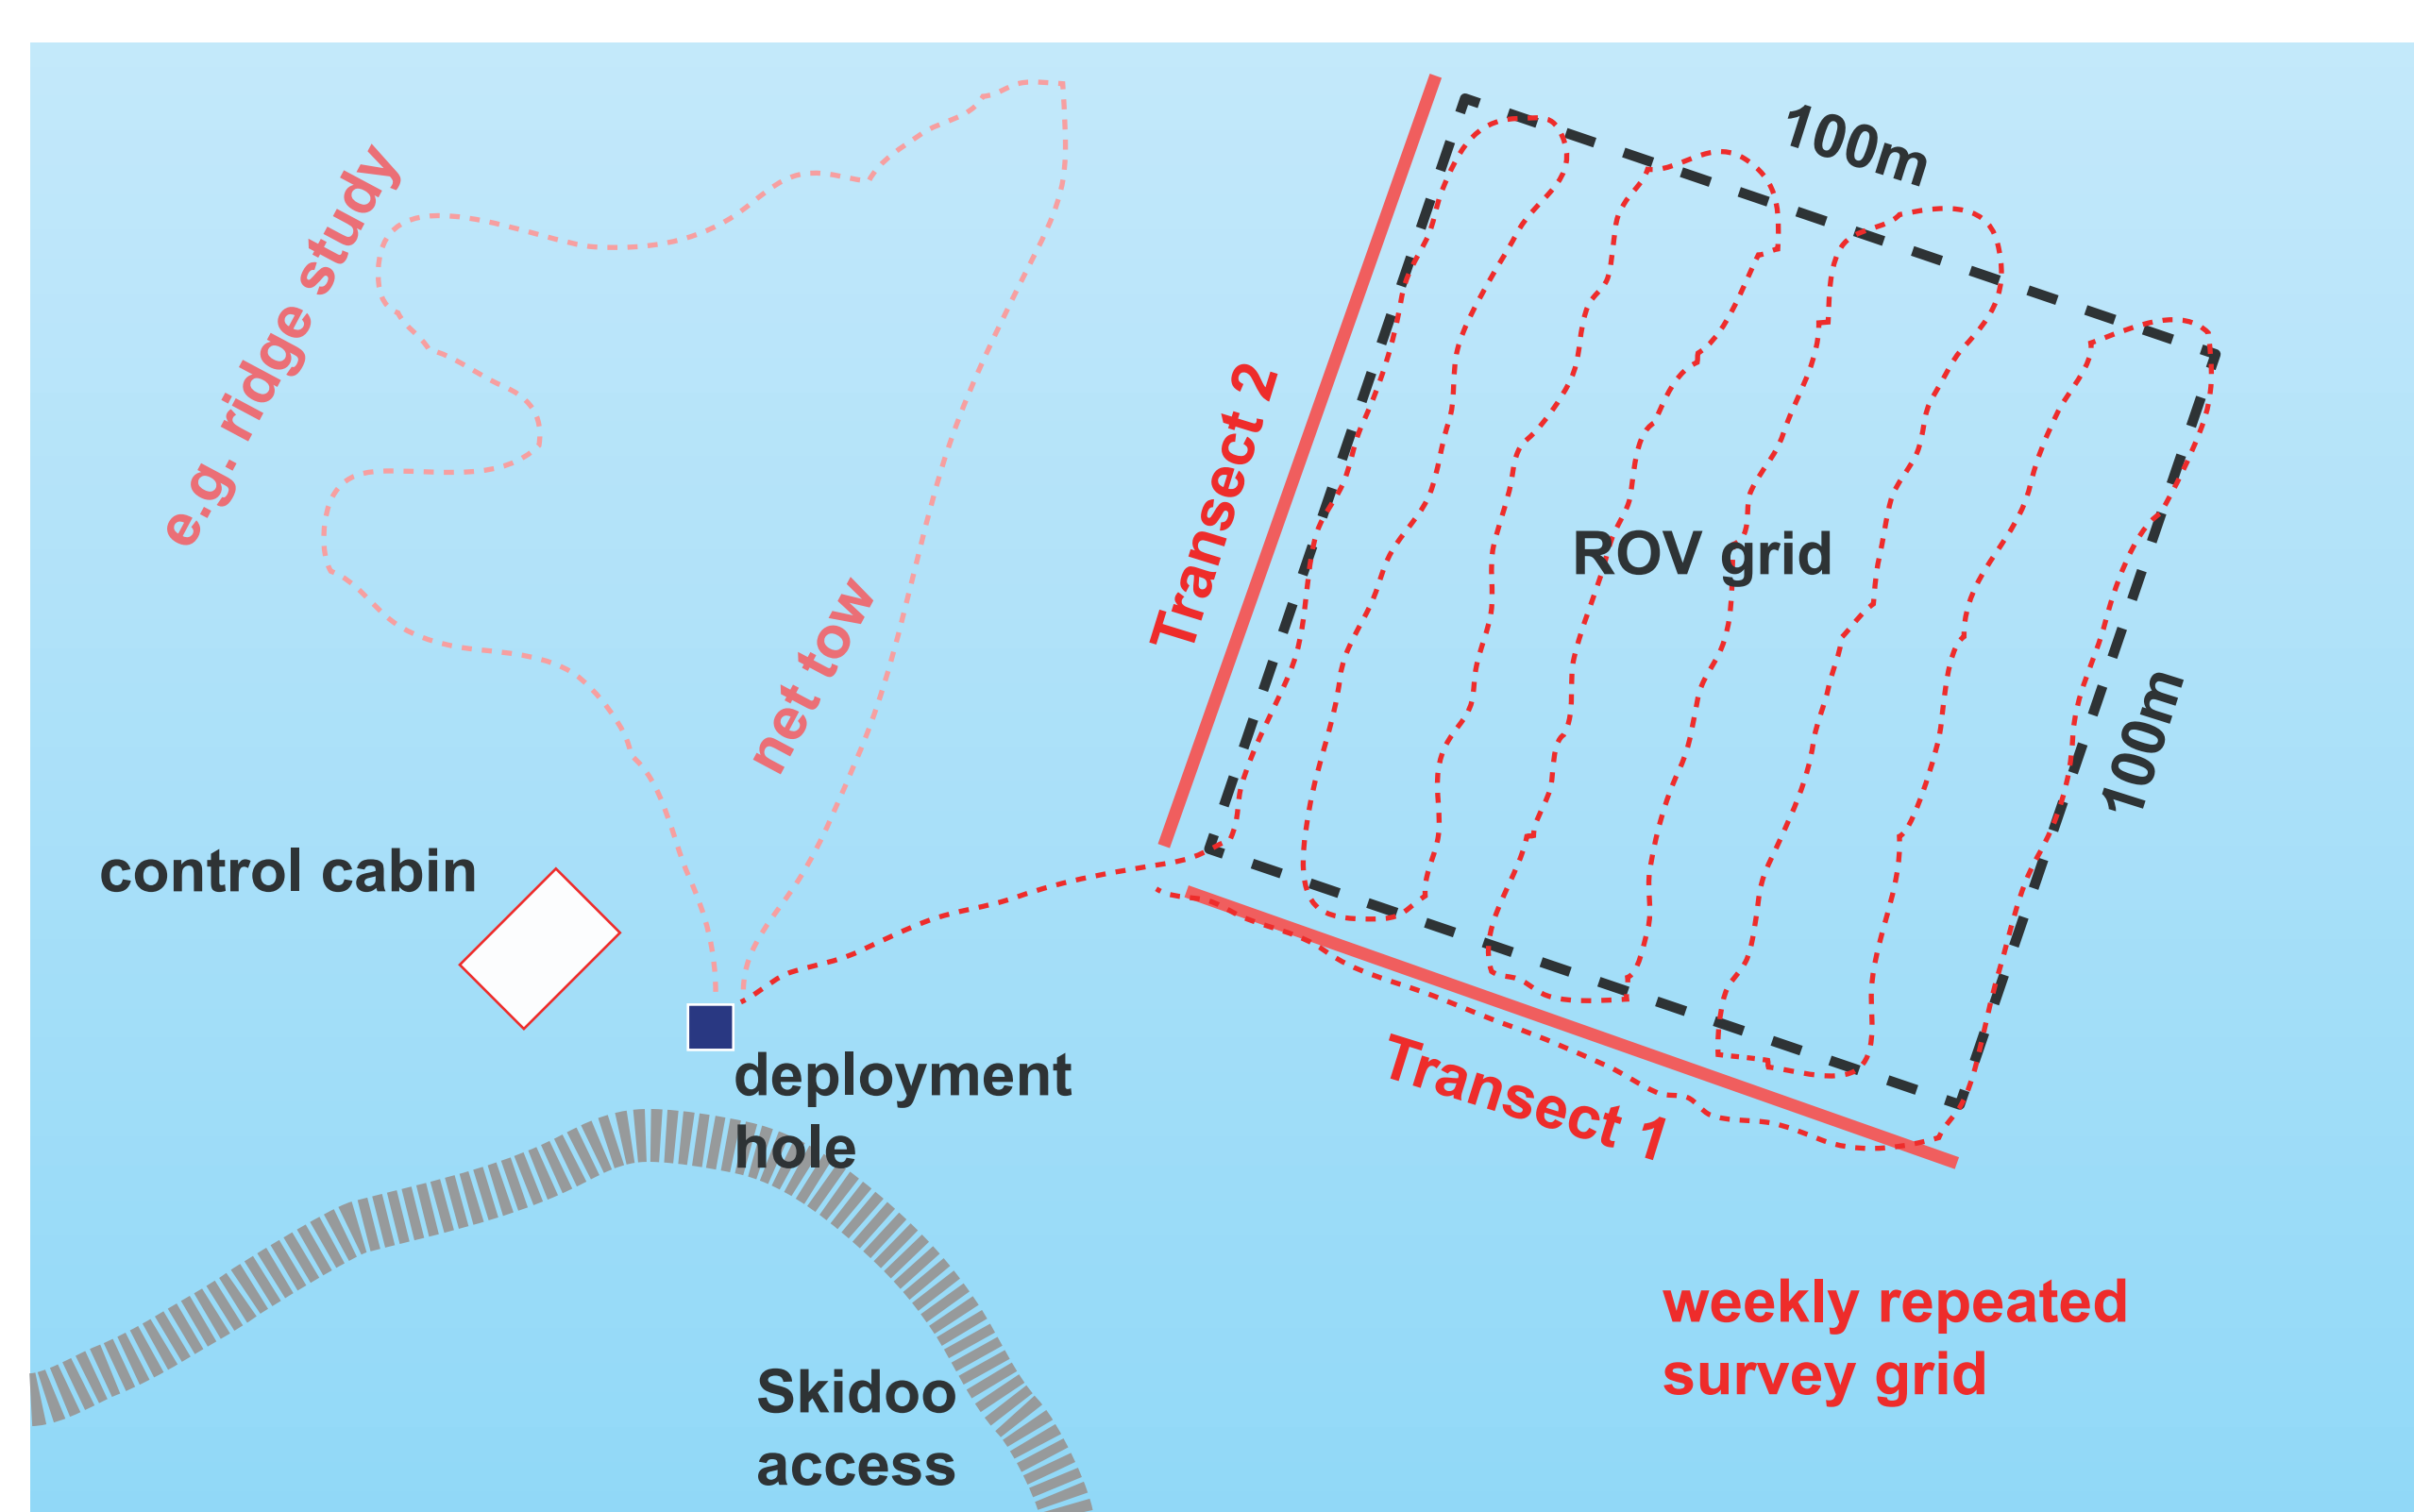 100m
e.g. ridge study
Transect 2
ROV grid
net tow
100m
control cabin
deployment
hole
Transect 1
weekly repeated
survey grid
Skidoo
access